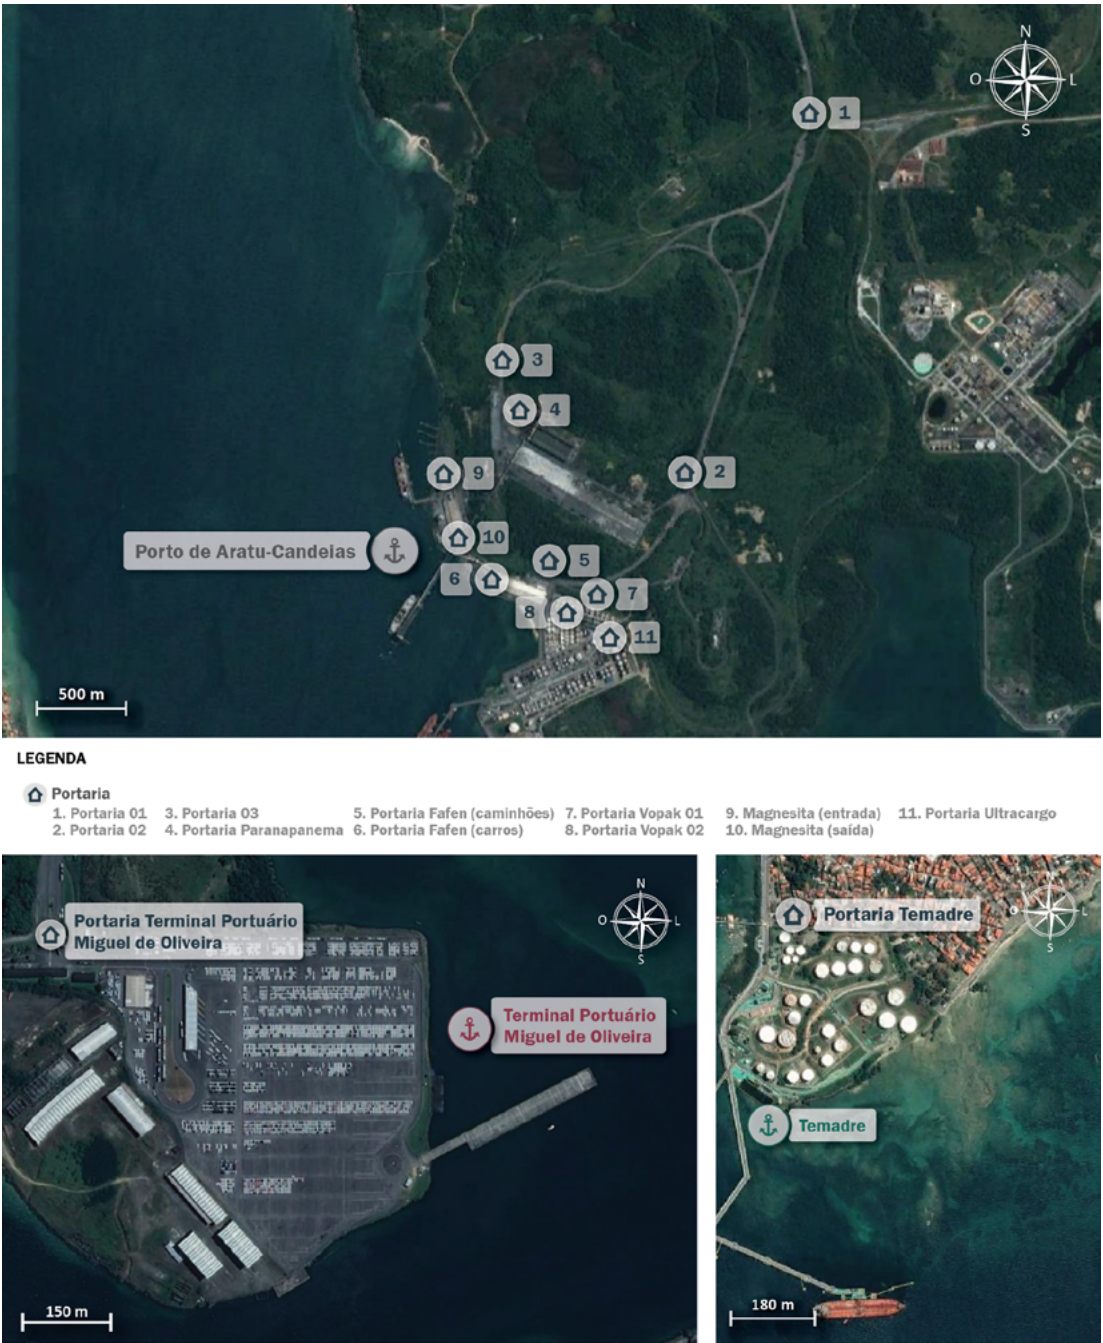 N
O
L
S
1
3
4
2
9
10
Porto de Aratu-Candeias
5
6
7
8
11
500 m
LEGENDA
Portaria
1. Portaria 01
2. Portaria 02
3. Portaria 03
4. Portaria Paranapanema
5. Portaria Fafen (caminhões)
6. Portaria Fafen (carros)
7. Portaria Vopak 01
8. Portaria Vopak 02
9. Magnesita (entrada)
10. Magnesita (saída)
11. Portaria Ultracargo
Portaria Terminal Portuário
Miguel de Oliveira
N
O
L
S
Terminal Portuário
Miguel de Oliveira
150 m
Portaria Temadre
N
O
L
S
Temadre
180 m